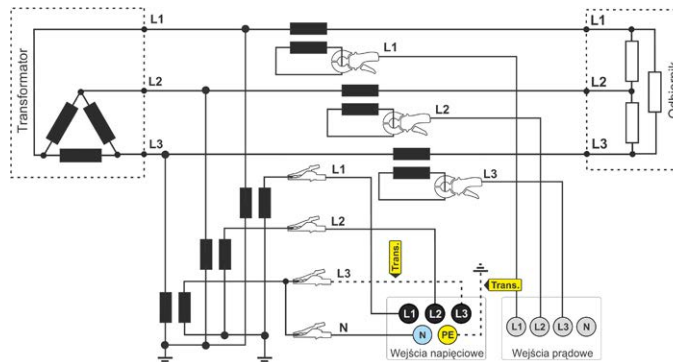 L1
L1
Transformator
L1
L2
L2
L2
L3
L3
L3
Odbiornik
L1
L2
L3
N
Trans.
Trans.
L1 L2 L3
N PE
Wejścia napięciowe
L1 L2 L3 N
Wejścia prądowe